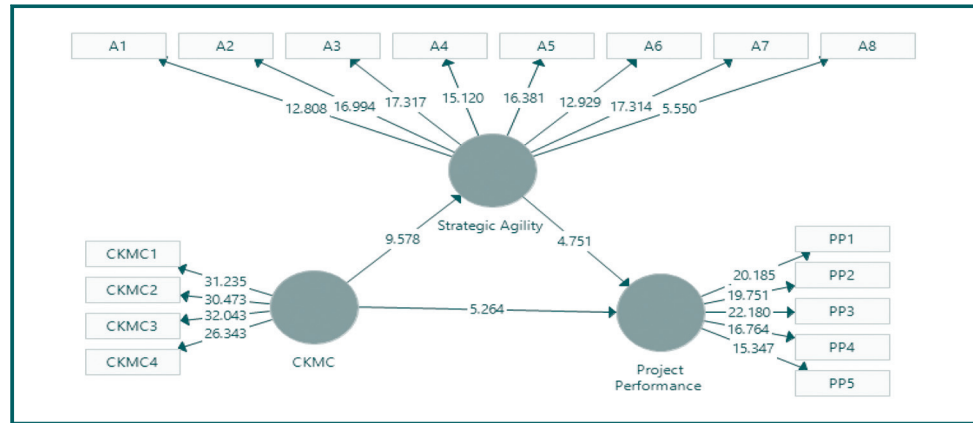 A1
A2
A3
A4
A5
A6
A7
A8
12.808
16.994
17.317
15.120
16.381
12.929
17.314
5.550
Strategic Agility
9.578
4.751
CKMC1
CKMC2
CKMC3
CKMC4
31.235
30.473
32.043
26.343
CKMC
5.264
Project
Performance
20.185
19.751
22.180
16.764
15.347
PP1
PP2
PP3
PP4
PP5